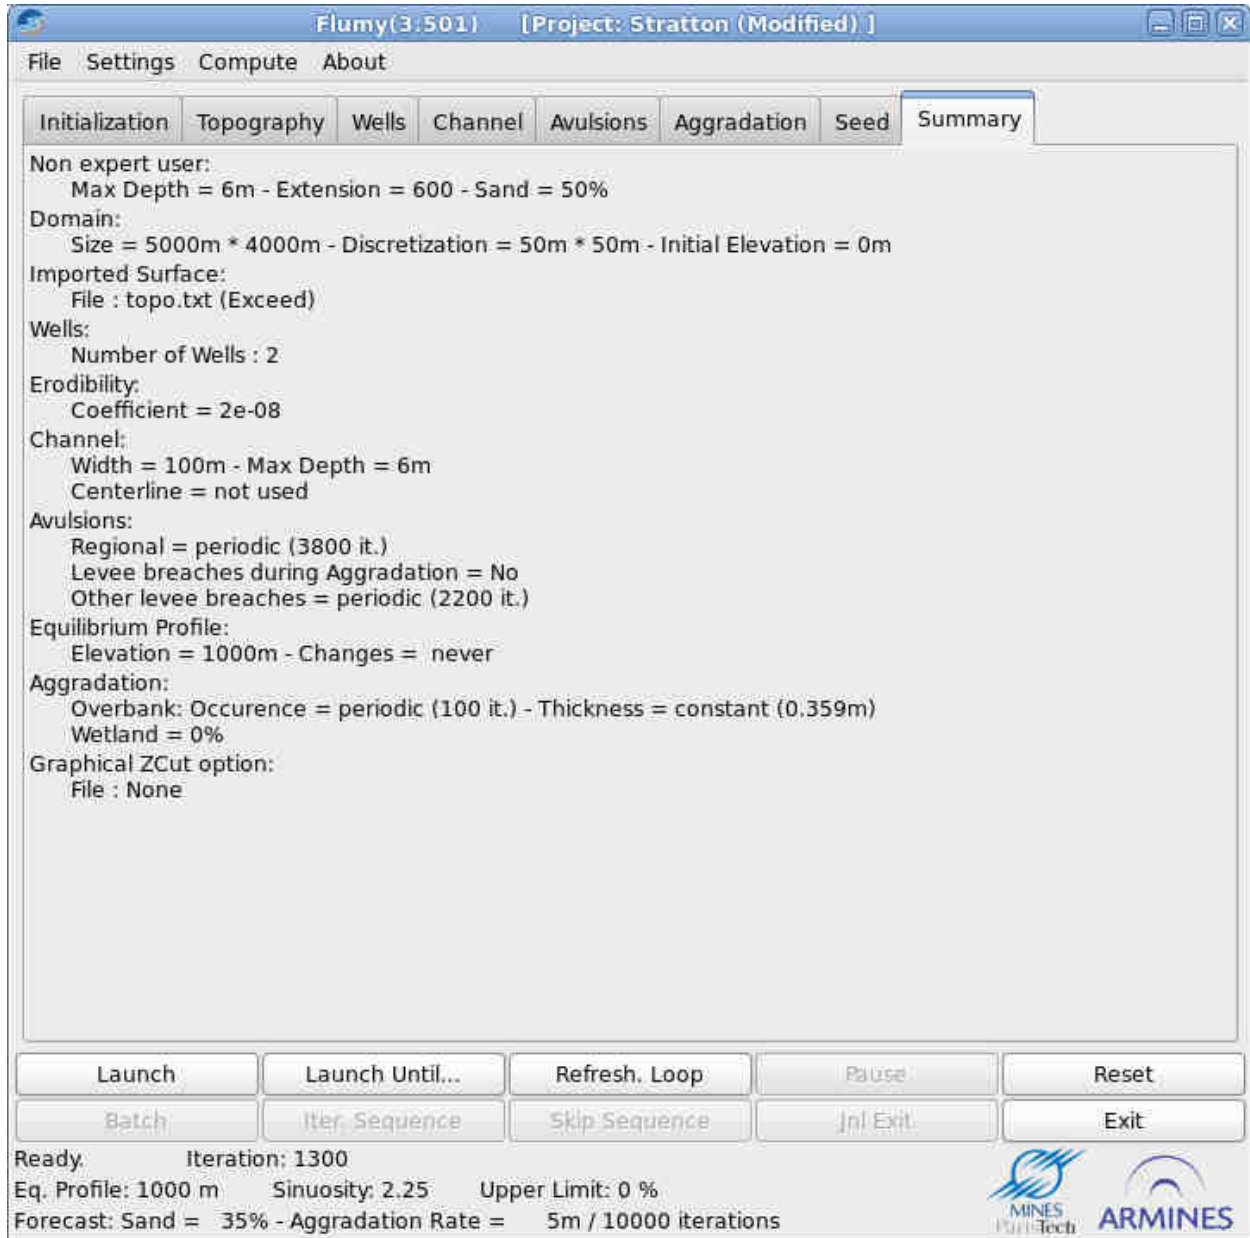 Flumy(3:501) [Project: Stratton (Modified) ]
File Settings Compute About
Initialization Topography Wells Channel Avulsions Aggradation Seed Summary
Non expert user:
Max Depth = 6m - Extension = 600 - Sand = 50%
Domain:
Size = 5000m * 4000m - Discretization = 50m * 50m - Initial Elevation = 0m
Imported Surface:
File : topo.txt (Exceed)
Wells:
Number of Wells : 2
Erodibility:
Coefficient = 2e-08
Channel:
Width = 100m - Max Depth = 6m
Centerline = not used
Avulsions:
Regional = periodic (3800 it.)
Levee breaches during Aggradation = No
Other levee breaches = periodic (2200 it.)
Equilibrium Profile:
Elevation = 1000m - Changes = never
Aggradation:
Overbank: Occurence = periodic (100 it.) - Thickness = constant (0.359m)
Wetland = 0%
Graphical ZCut option:
File : None
Launch Launch Until... Refresh. Loop Pause Reset
Batch Iter. Sequence Skip Sequence Jnl Exit Exit
Ready. Iteration: 1300
Eq. Profile: 1000 m Sinuosity: 2.25 Upper Limit: 0 %
Forecast: Sand = 35% - Aggradation Rate = 5m / 10000 iterations
MINES
ParisTech
ARMINES